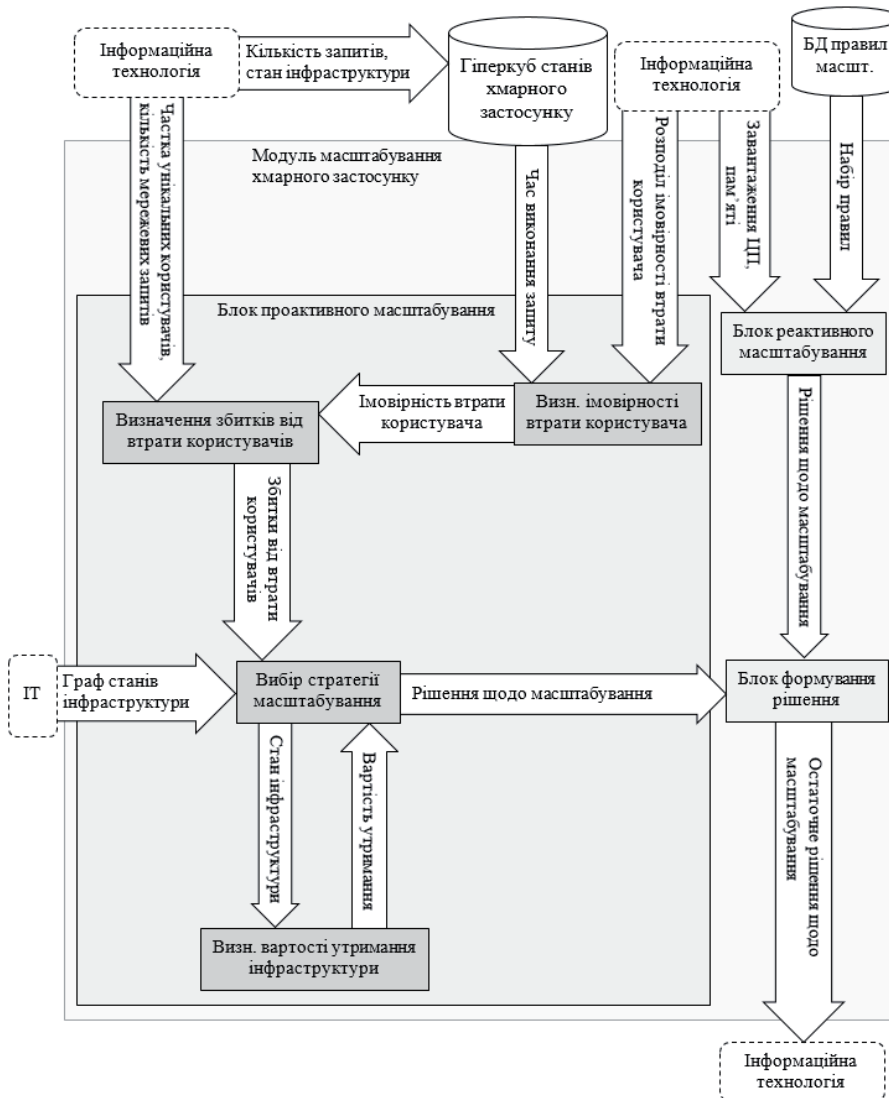 Інформаційна
технологія
Кількість запитів,
стан інфраструктури
Гіперкуб станів
хмарного
застосунку
Інформаційна
технологія
БД правил
масшт.
Частка унікальних користувачів,
кількість мережевих запитів
Модуль масштабування
хмарного застосунку
Час виконання запиту
Розподіл імовірності втрати
користувача
Завантаження ЦП,
пам`яті
Набір правил
Блок проактивного масштабування
Блок реактивного
масштабування
Визначення збитків від
втрати користувачів
Імовірність втрати
користувача
Визн. імовірності
втрати користувача
Рішення щодо масштабування
Збитки від втрати
користувачів
ІТ
Граф станів
інфраструктури
Вибір стратегії
масштабування
Рішення щодо масштабування
Блок формування
рішення
Стан інфраструктури
Вартість утримання
Остаточне рішення щодо
масштабування
Визн. вартості утримання
інфраструктури
Інформаційна
технологія